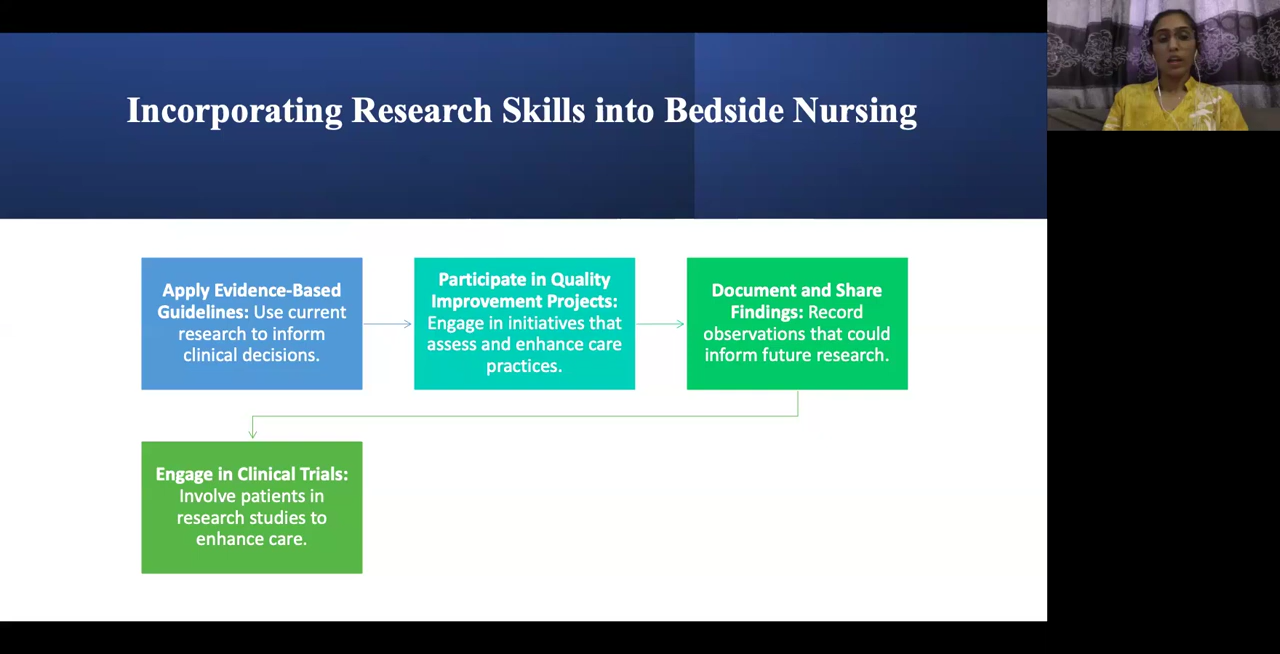 Incorporating Research Skills into Bedside Nursing
Apply Evidence-Based
Guidelines: Use current
research to inform
clinical decisions.
Participate in Quality
Improvement Projects:
Engage in initiatives that
assess and enhance care
practices.
Document and Share
Findings: Record
observations that could
inform future research.
Engage in Clinical Trials:
Involve patients in
research studies to
enhance care.